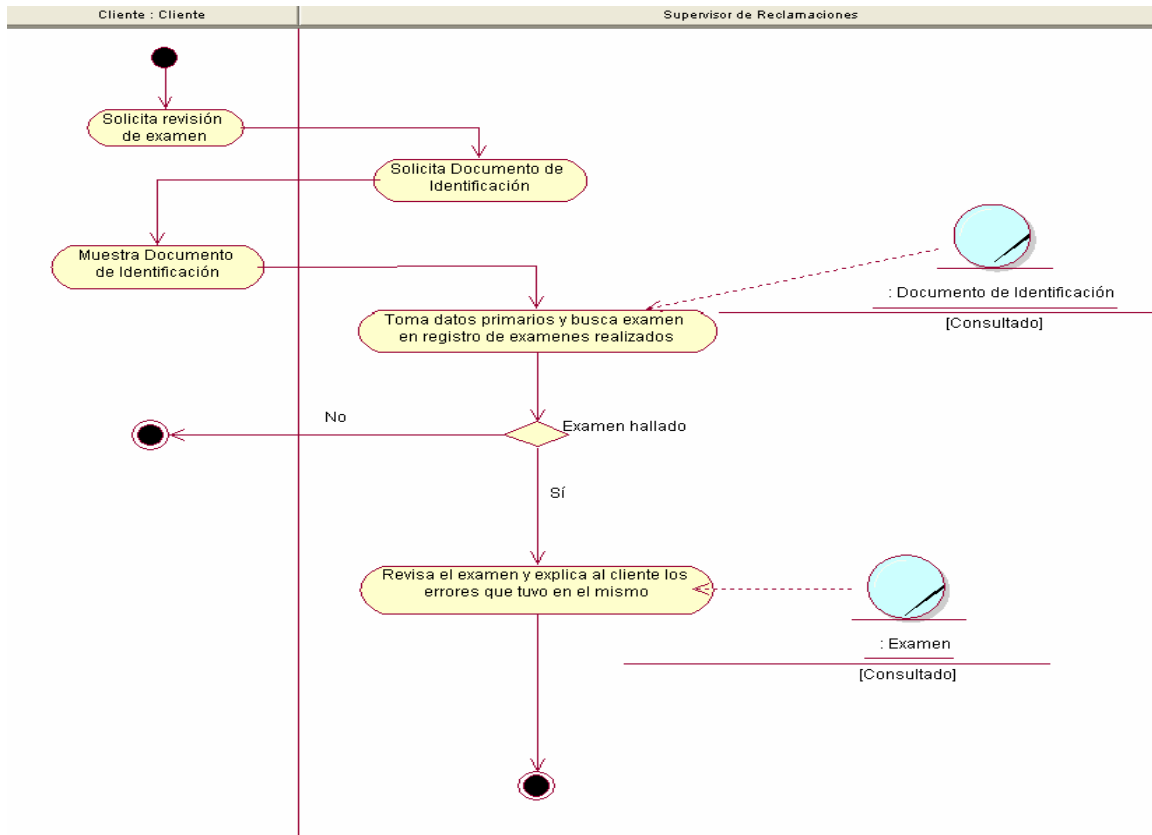 Cliente : Cliente
Supervisor de Reclamaciones
Solicita revisión
de examen
Solicita Documento de
Identificación
Muestra Documento
de Identificación
: Documento de Identificación
[Consultado]
Toma datos primarios y busca examen
en registro de examenes realizados
No
Examen hallado
Sí
Revisa el examen y explica al cliente los
errores que tuvo en el mismo
: Examen
[Consultado]